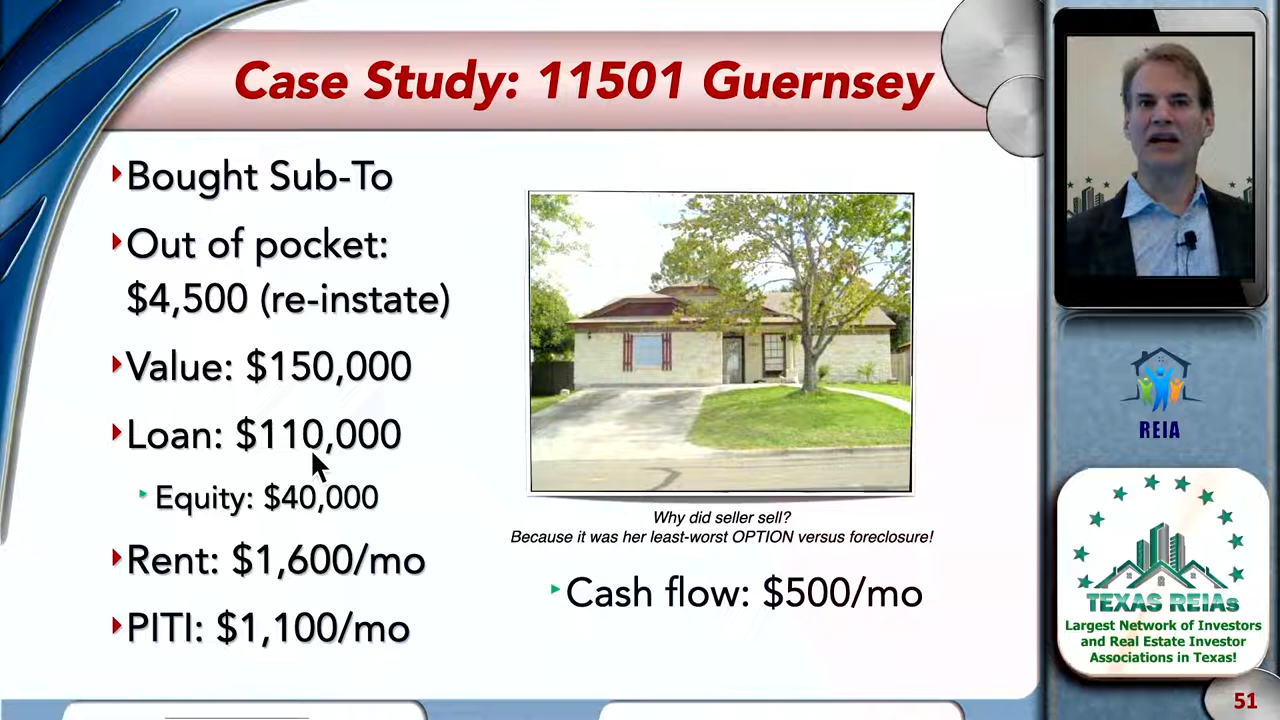 Case Study: 11501 Guernsey
Bought Sub-To
Out of pocket:
$4,500 (re-instate)
Value: $150,000
Loan: $110,000
Equity: $40,000
Rent: $1,600/mo
PITI: $1,100/mo
Why did seller sell?
Because it was her least-worst OPTION versus foreclosure!
Cash flow: $500/mo
REIA
TEXAS REIAs
Largest Network of Investors
and Real Estate Investor
Associations in Texas!
51